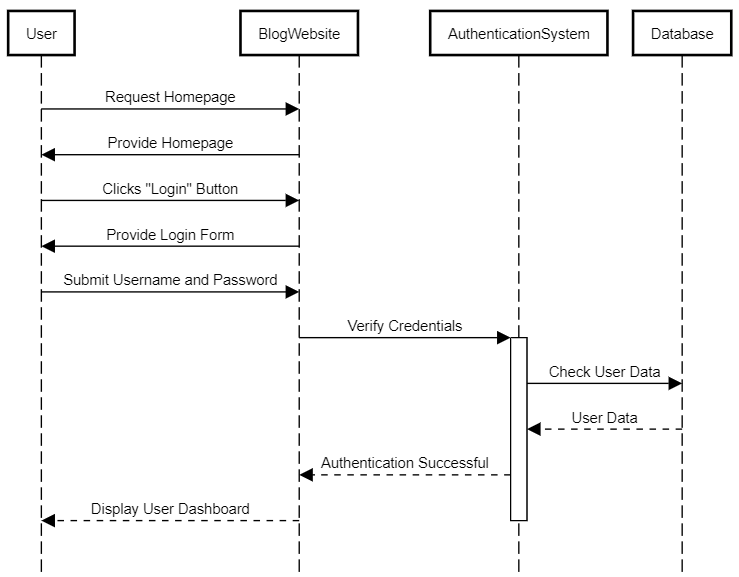 User
BlogWebsite
AuthenticationSystem
Database
Request Homepage
Provide Homepage
Clicks "Login" Button
Provide Login Form
Submit Username and Password
Verify Credentials
Check User Data
User Data
Authentication Successful
Display User Dashboard